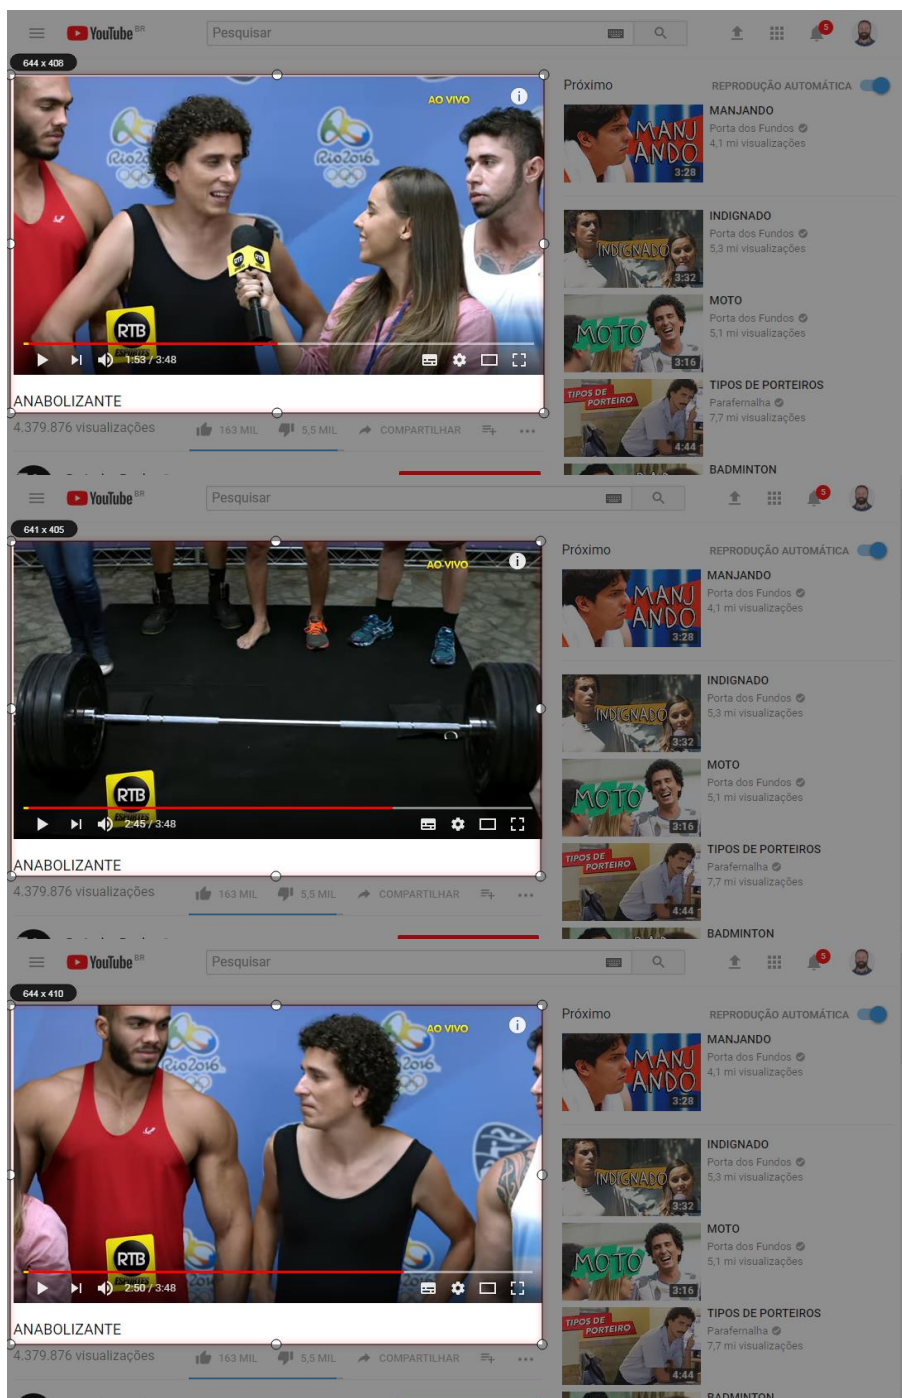 YouTube BR
Pesquisar
5
644 x 408
Próximo
REPRODUÇÃO AUTOMÁTICA
AO VIVO
i
Rio2016
RTB
ESPORTES
1:53 / 3:48
ANABOLIZANTE
4.379.876 visualizações
163 MIL
5,5 MIL
COMPARTILHAR
MANJANDO
3:28
MANJANDO
Porta dos Fundos
4,1 mi visualizações
INDIGNADO
3:32
INDIGNADO
Porta dos Fundos
5,3 mi visualizações
MOTO
3:16
MOTO
Porta dos Fundos
5,1 mi visualizações
TIPOS DE PORTEIRO
4:44
TIPOS DE PORTEIROS
Parafernalha
7,7 mi visualizações
BADMINTON
YouTube BR
Pesquisar
5
641 x 405
Próximo
REPRODUÇÃO AUTOMÁTICA
AO VIVO
i
RTB
ESPORTES
2:45 / 3:48
ANABOLIZANTE
4.379.876 visualizações
163 MIL
5,5 MIL
COMPARTILHAR
MANJANDO
3:28
MANJANDO
Porta dos Fundos
4,1 mi visualizações
INDIGNADO
3:32
INDIGNADO
Porta dos Fundos
5,3 mi visualizações
MOTO
3:16
MOTO
Porta dos Fundos
5,1 mi visualizações
TIPOS DE PORTEIRO
4:44
TIPOS DE PORTEIROS
Parafernalha
7,7 mi visualizações
BADMINTON
YouTube BR
Pesquisar
5
644 x 410
Próximo
REPRODUÇÃO AUTOMÁTICA
AO VIVO
i
Rio2016
RTB
ESPORTES
2:50 / 3:48
ANABOLIZANTE
4.379.876 visualizações
163 MIL
5,5 MIL
COMPARTILHAR
MANJANDO
3:28
MANJANDO
Porta dos Fundos
4,1 mi visualizações
INDIGNADO
3:32
INDIGNADO
Porta dos Fundos
5,3 mi visualizações
MOTO
3:16
MOTO
Porta dos Fundos
5,1 mi visualizações
TIPOS DE PORTEIRO
4:44
TIPOS DE PORTEIROS
Parafernalha
7,7 mi visualizações
BADMINTON